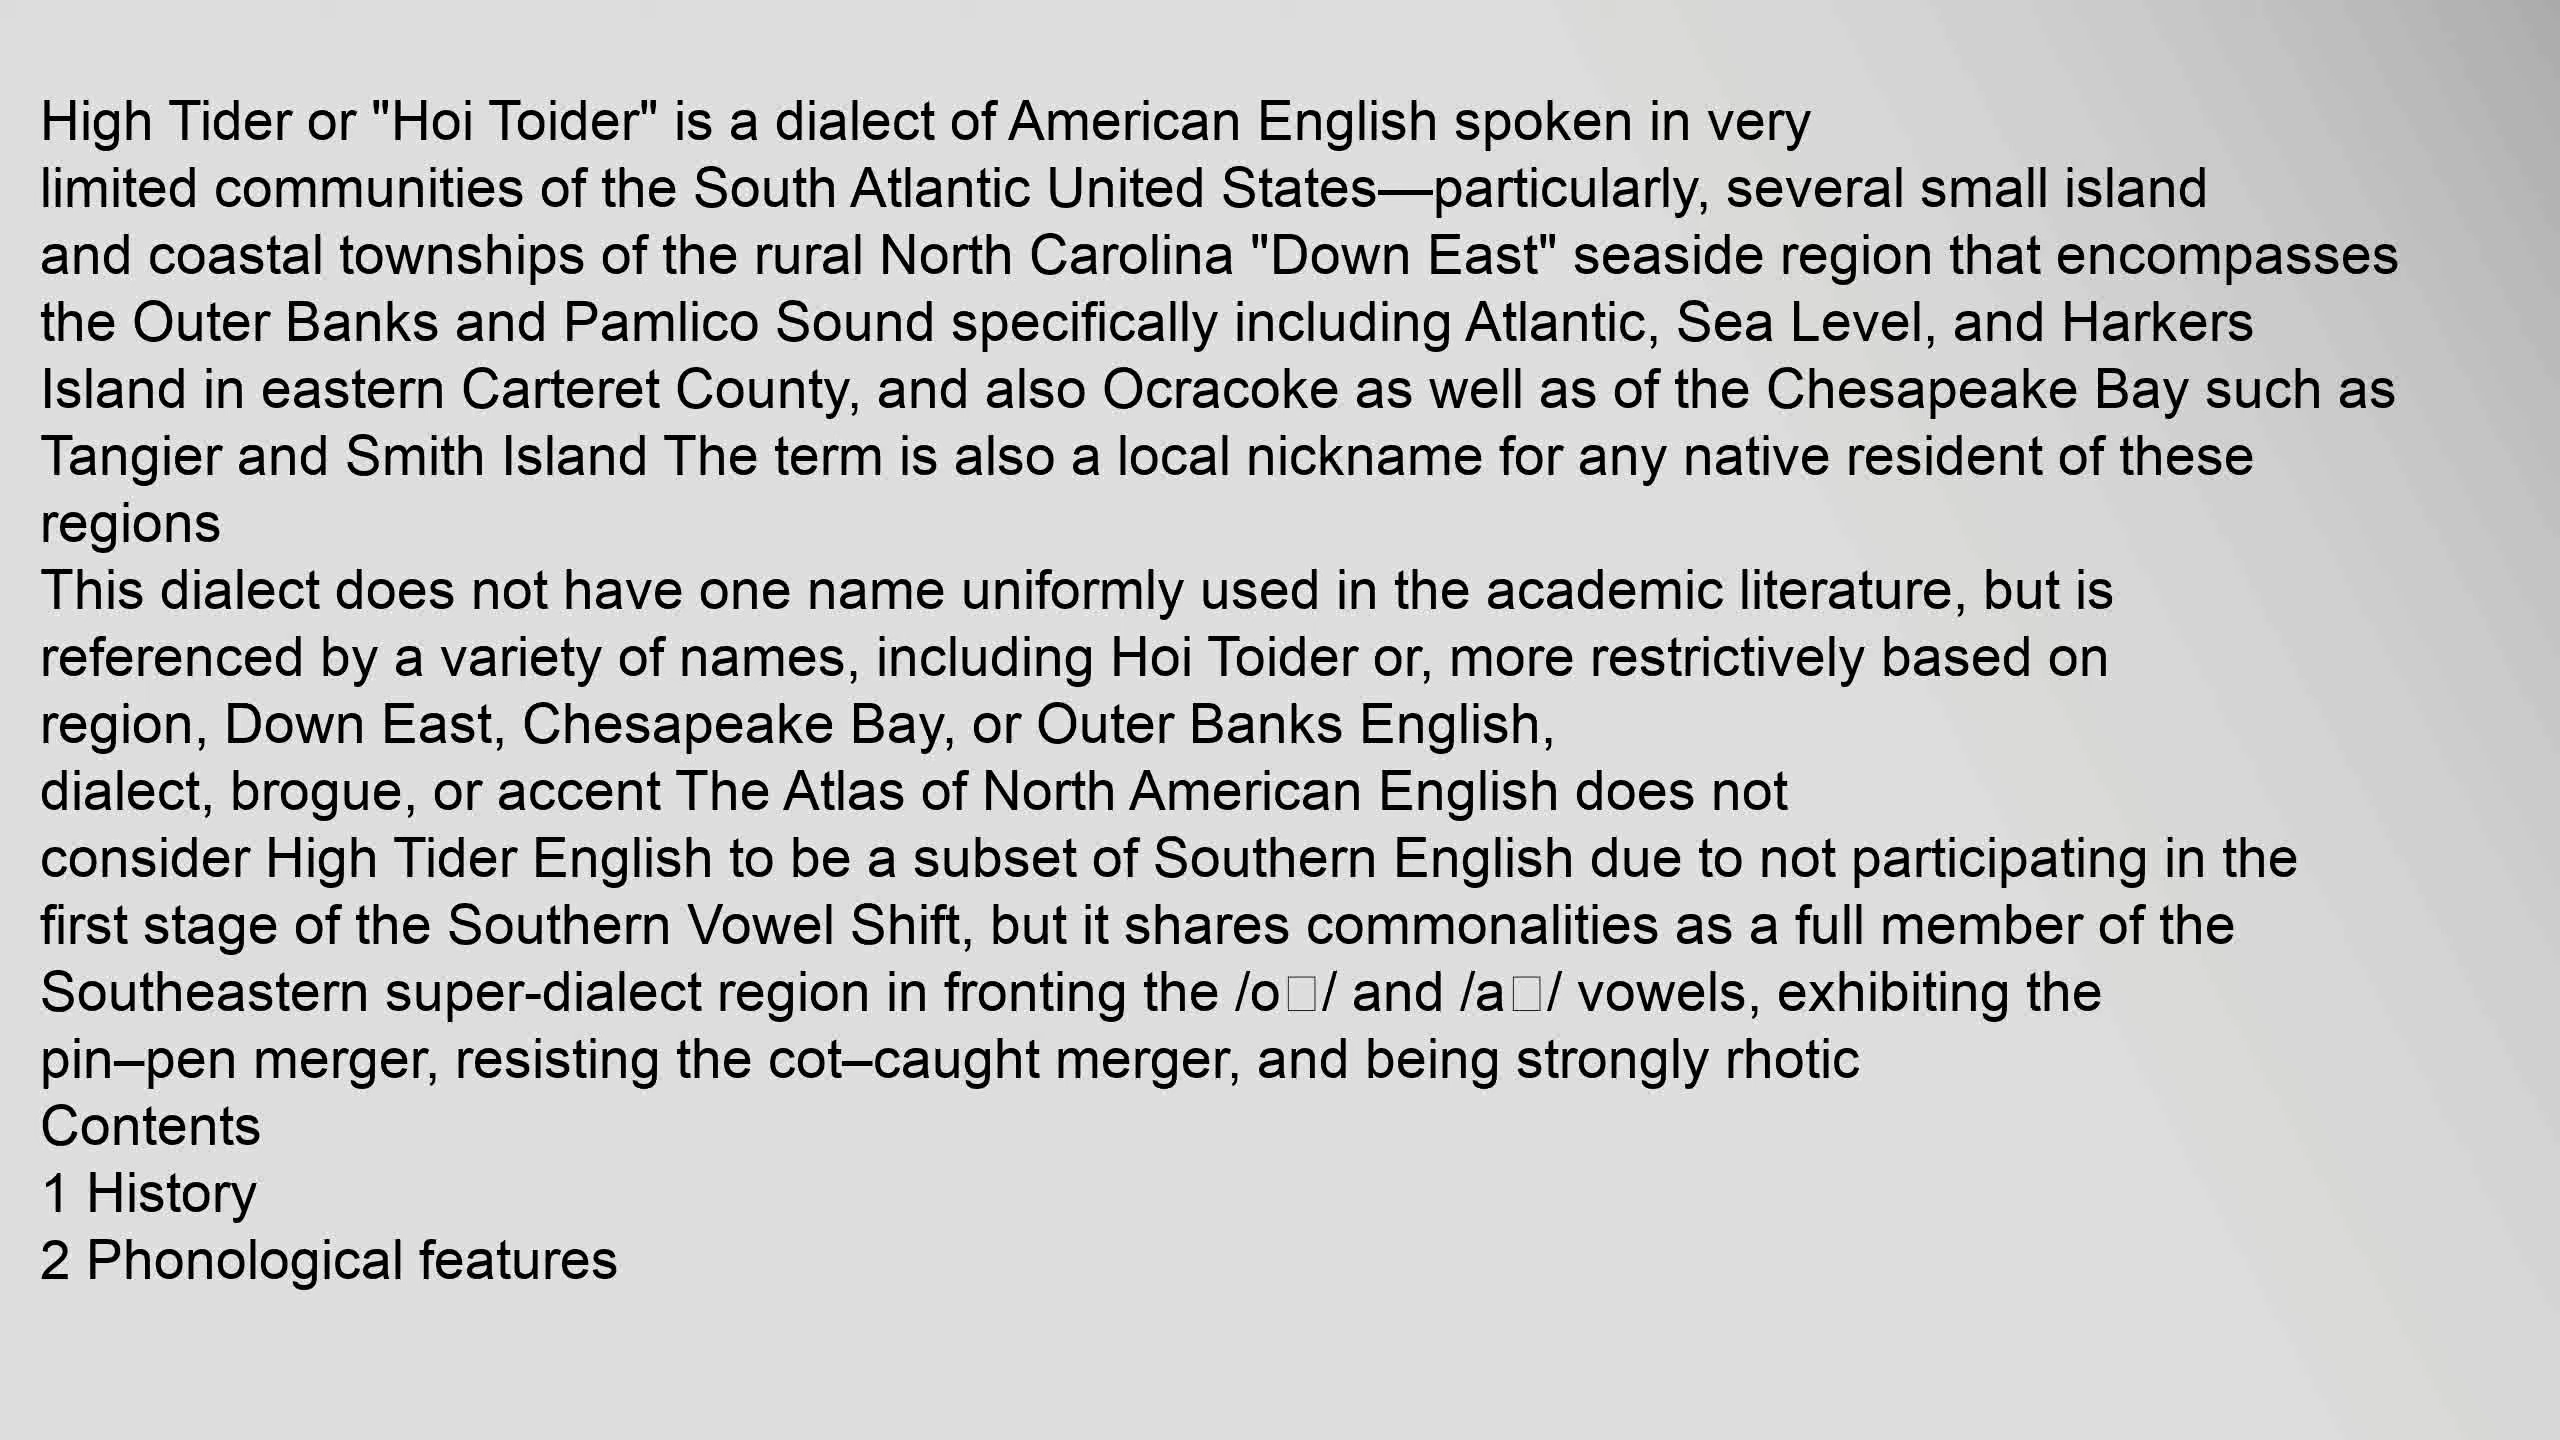 High Tider or "Hoi Toider" is a dialect of American English spoken in very
limited communities of the South Atlantic United States—particularly, several small island
and coastal townships of the rural North Carolina "Down East" seaside region that encompasses
the Outer Banks and Pamlico Sound specifically including Atlantic, Sea Level, and Harkers
Island in eastern Carteret County, and also Ocracoke as well as of the Chesapeake Bay such as
Tangier and Smith Island The term is also a local nickname for any native resident of these
regions
This dialect does not have one name uniformly used in the academic literature, but is
referenced by a variety of names, including Hoi Toider or, more restrictively based on
region, Down East, Chesapeake Bay, or Outer Banks English,
dialect, brogue, or accent The Atlas of North American English does not
consider High Tider English to be a subset of Southern English due to not participating in the
first stage of the Southern Vowel Shift, but it shares commonalities as a full member of the
Southeastern super-dialect region in fronting the /o□/ and /a□/ vowels, exhibiting the
pin–pen merger, resisting the cot–caught merger, and being strongly rhotic
Contents
1 History
2 Phonological features